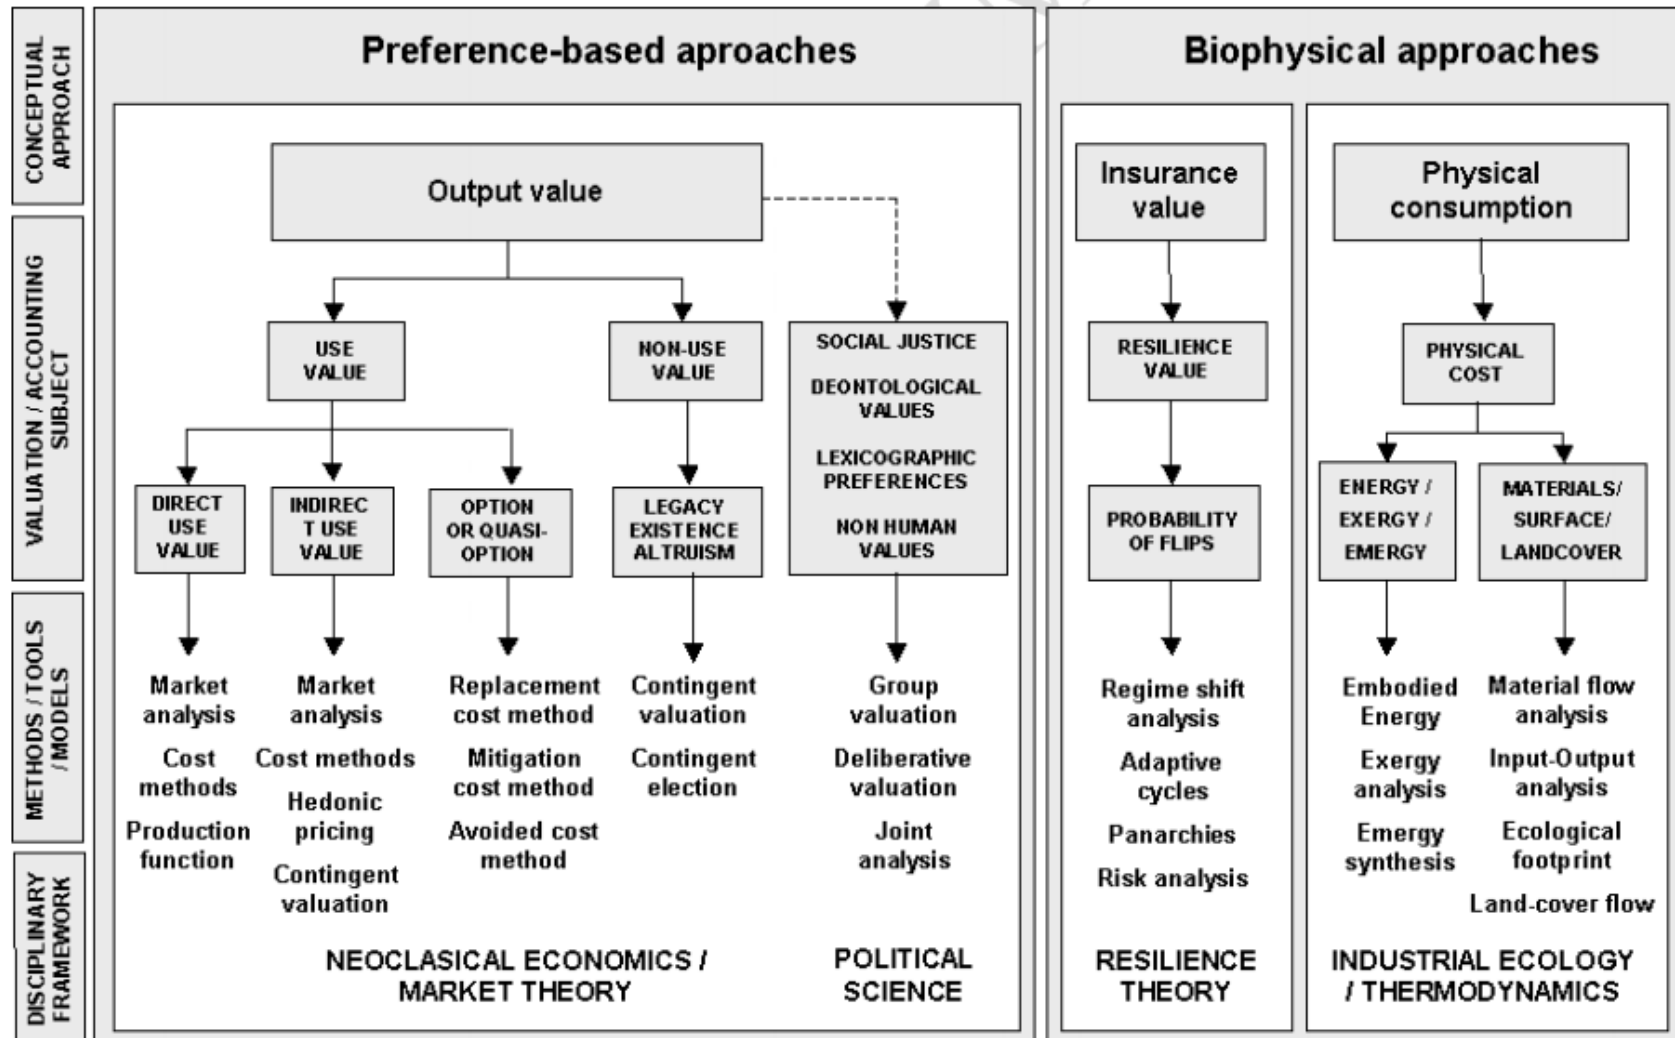 CONCEPTUAL
APPROACH
VALUATION / ACCOUNTING
SUBJECT
METHODS / TOOLS
/ MODELS
DISCIPLINARY
FRAMEWORK
Preference-based aproaches
Output value
USE
VALUE
NON-USE
VALUE
SOCIAL JUSTICE
DEONTOLOGICAL
VALUES
LEXICOGRAPHIC
PREFERENCES
NON HUMAN
VALUES
DIRECT
USE
VALUE
INDIREC
T USE
VALUE
OPTION
OR QUASI-
OPTION
LEGACY
EXISTENCE
ALTRUISM
Market
analysis
Cost
methods
Production
function
Market
analysis
Cost methods
Hedonic
pricing
Contingent
valuation
Replacement
cost method
Mitigation
cost method
Avoided cost
method
Contingent
valuation
Contingent
election
Group
valuation
Deliberative
valuation
Joint
analysis
NEOCLASICAL ECONOMICS /
MARKET THEORY
POLITICAL
SCIENCE
Biophysical approaches
Insurance
value
RESILIENCE
VALUE
PROBABILITY
OF FLIPS
Regime shift
analysis
Adaptive
cycles
Panarchies
Risk analysis
RESILIENCE
THEORY
Physical
consumption
PHYSICAL
COST
ENERGY /
EXERGY /
EMERGY
MATERIALS/
SURFACE/
LANDCOVER
Embodied
Energy
Exergy
analysis
Emergy
synthesis
Material flow
analysis
Input-Output
analysis
Ecological
footprint
Land-cover flow
INDUSTRIAL ECOLOGY
/ THERMODYNAMICS